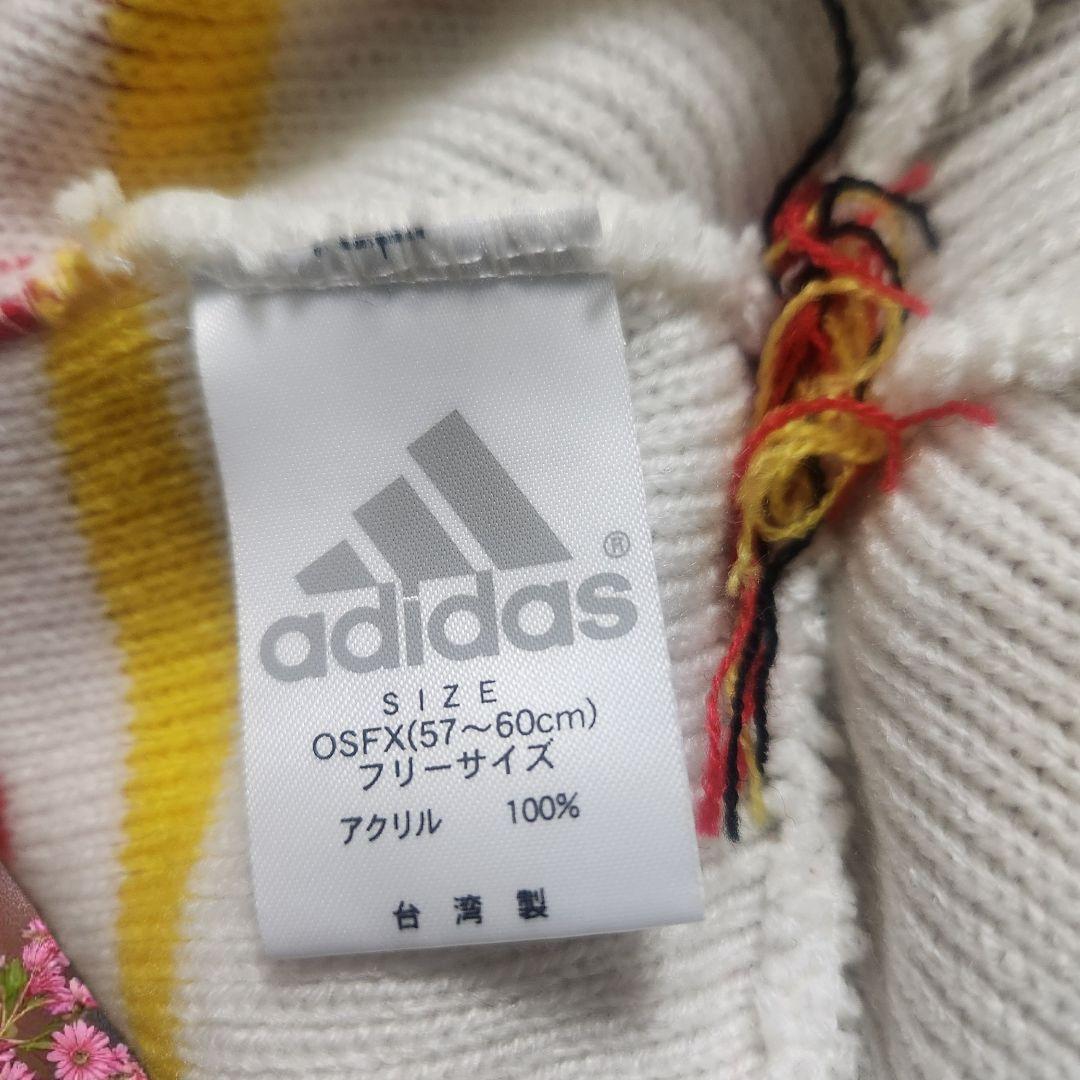 adidas®
SIZE
OSFX(57～60cm)
フリーサイズ
アクリル 100%
台湾製